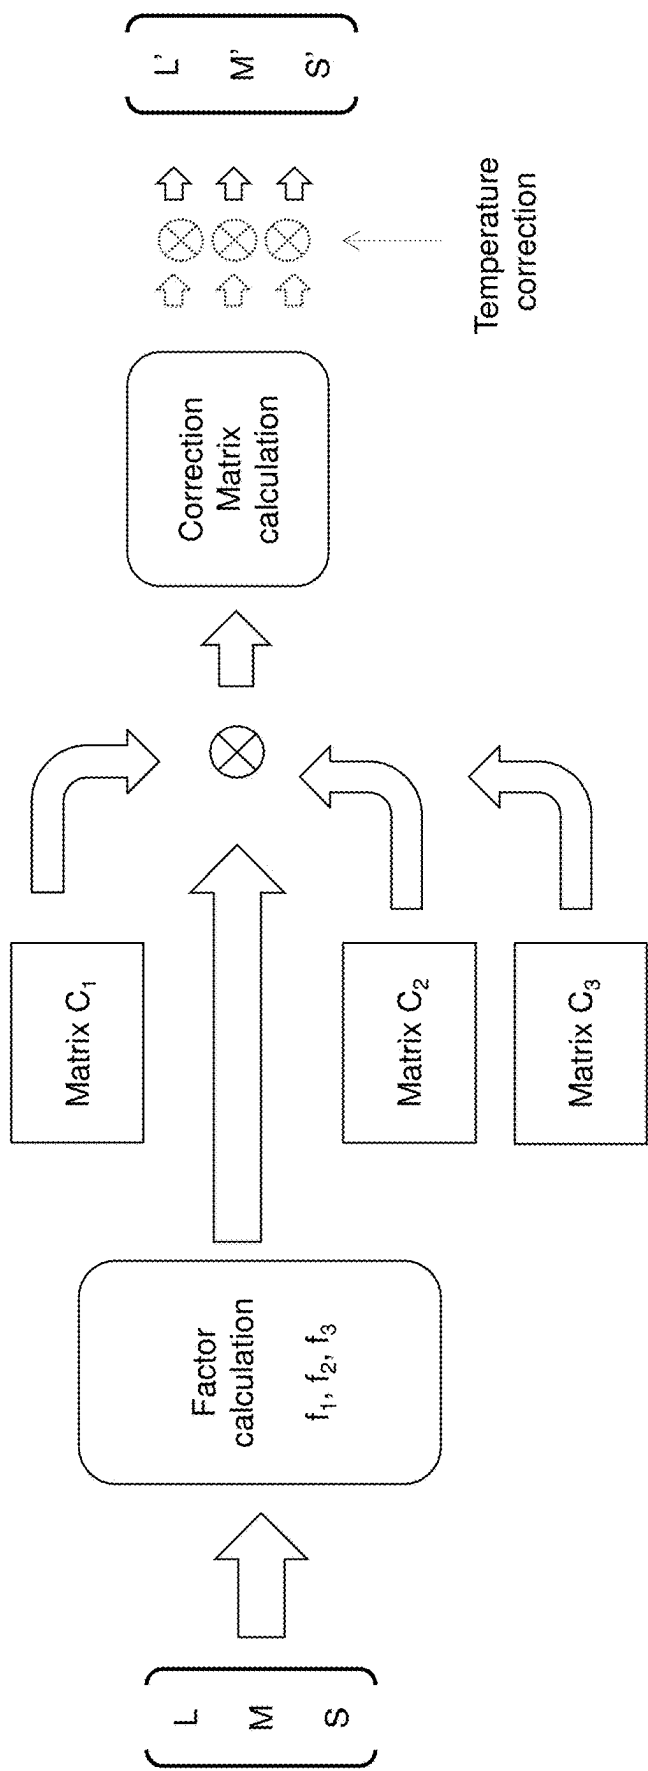 L
M
S
Factor
calculation
f₁, f₂, f₃
Matrix C₁
Matrix C₂
Matrix C₃
Correction
Matrix
calculation
Temperature
correction
L'
M'
S'